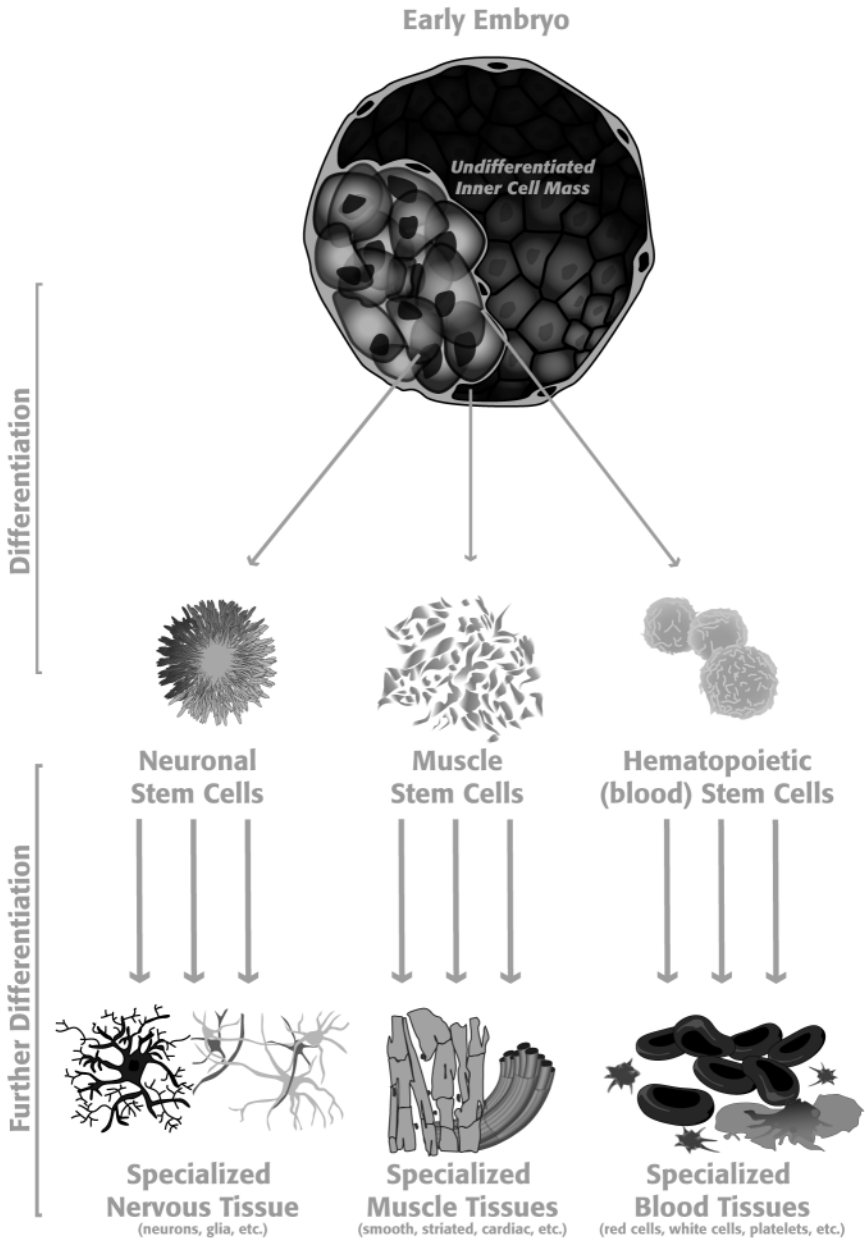 Early Embryo
Undifferentiated
Inner Cell Mass
Differentiation
Neuronal
Stem Cells
Muscle
Stem Cells
Hematopoietic
(blood) Stem Cells
Further Differentiation
Specialized
Nervous Tissue
(neurons, glia, etc.)
Specialized
Muscle Tissues
(smooth, striated, cardiac, etc.)
Specialized
Blood Tissues
(red cells, white cells, platelets, etc.)